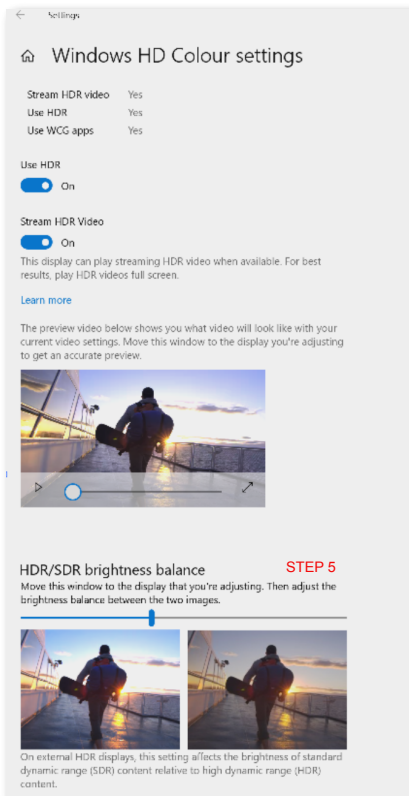 Settings
Windows HD Colour settings
Stream HDR video Yes
Use HDR Yes
Use WCG apps Yes
Use HDR
On
Stream HDR Video
On
This display can play streaming HDR video when available. For best
results, play HDR videos full screen.
Learn more
The preview video below shows you what video will look like with your
current video settings. Move this window to the display you're adjusting
to get an accurate preview.
HDR/SDR brightness balance STEP 5
Move this window to the display that you're adjusting. Then adjust the
brightness balance between the two images.
On external HDR displays, this setting affects the brightness of standard
dynamic range (SDR) content relative to high dynamic range (HDR)
content.